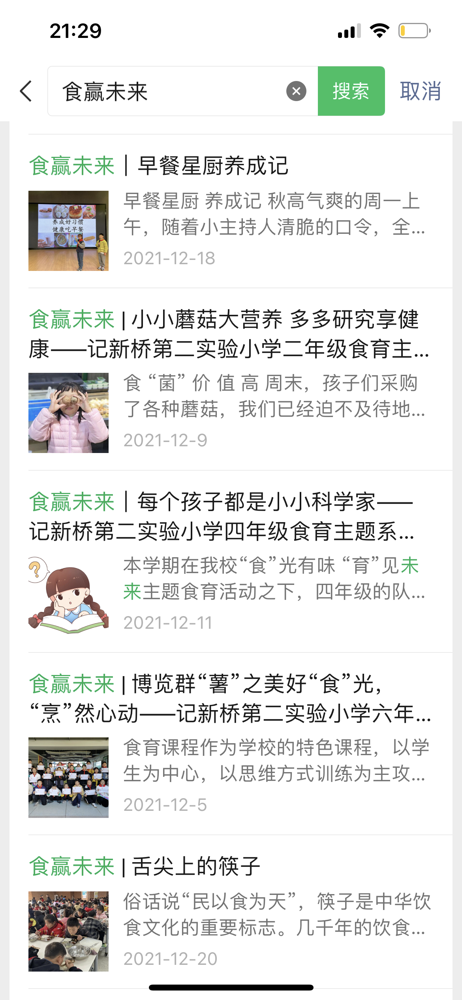 21:29
食赢未来
搜索
取消
食赢未来｜早餐星厨养成记
养成好习惯
健康吃早餐
早餐星厨 养成记 秋高气爽的周一上
午，随着小主持人清脆的口令，全...
2021-12-18
食赢未来 | 小小蘑菇大营养 多多研究享健
康——记新桥第二实验小学二年级食育主...
食 “菌” 价 值 高 周末，孩子们采购
了各种蘑菇，我们已经迫不及待地...
2021-12-9
食赢未来｜每个孩子都是小小科学家——
记新桥第二实验小学四年级食育主题系...
?
本学期在我校“食”光有味 “育”见未
来主题食育活动之下，四年级的队...
2021-12-11
食赢未来 | 博览群“薯”之美好“食”光，
“烹”然心动——记新桥第二实验小学六年...
食育课程作为学校的特色课程，以学
生为中心，以思维方式训练为主攻...
2021-12-5
食赢未来 | 舌尖上的筷子
俗话说“民以食为天”，筷子是中华饮
食文化的重要标志。几千年的饮食...
2021-12-20